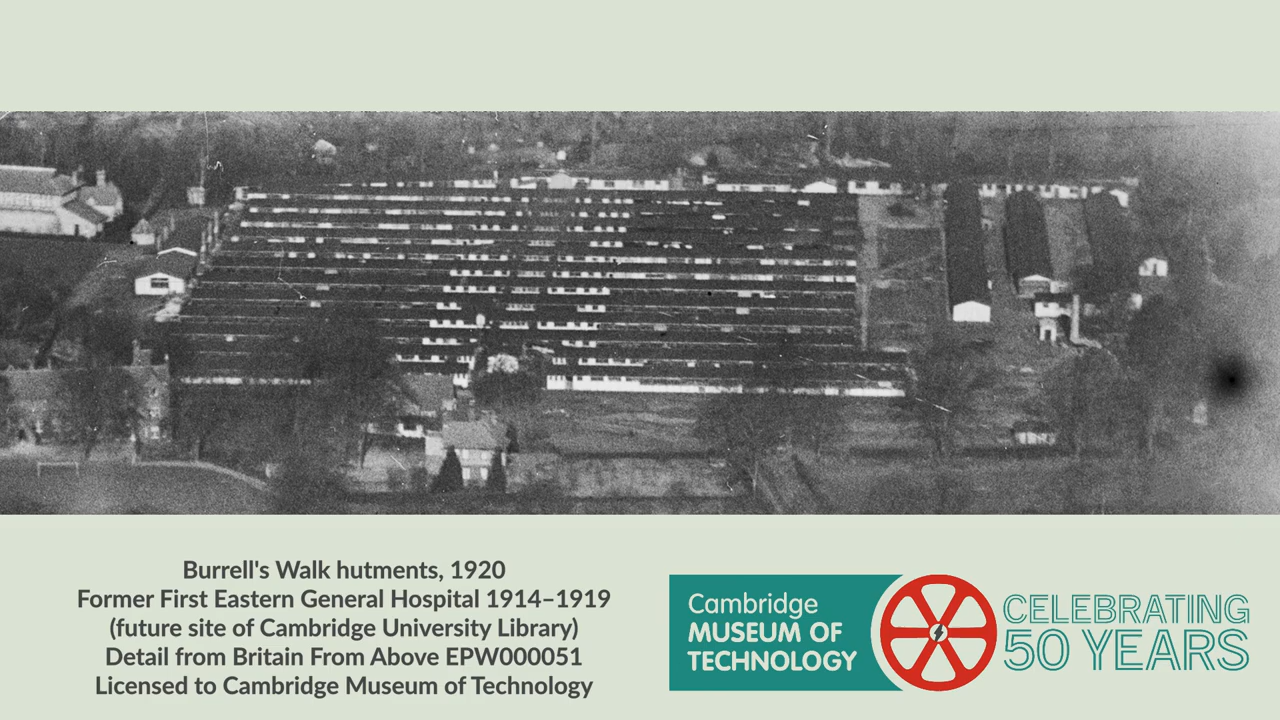 Burrell's Walk hutments, 1920
Former First Eastern General Hospital 1914–1919
(future site of Cambridge University Library)
Detail from Britain From Above EPW000051
Licensed to Cambridge Museum of Technology
Cambridge
MUSEUM OF
TECHNOLOGY
CELEBRATING
50 YEARS